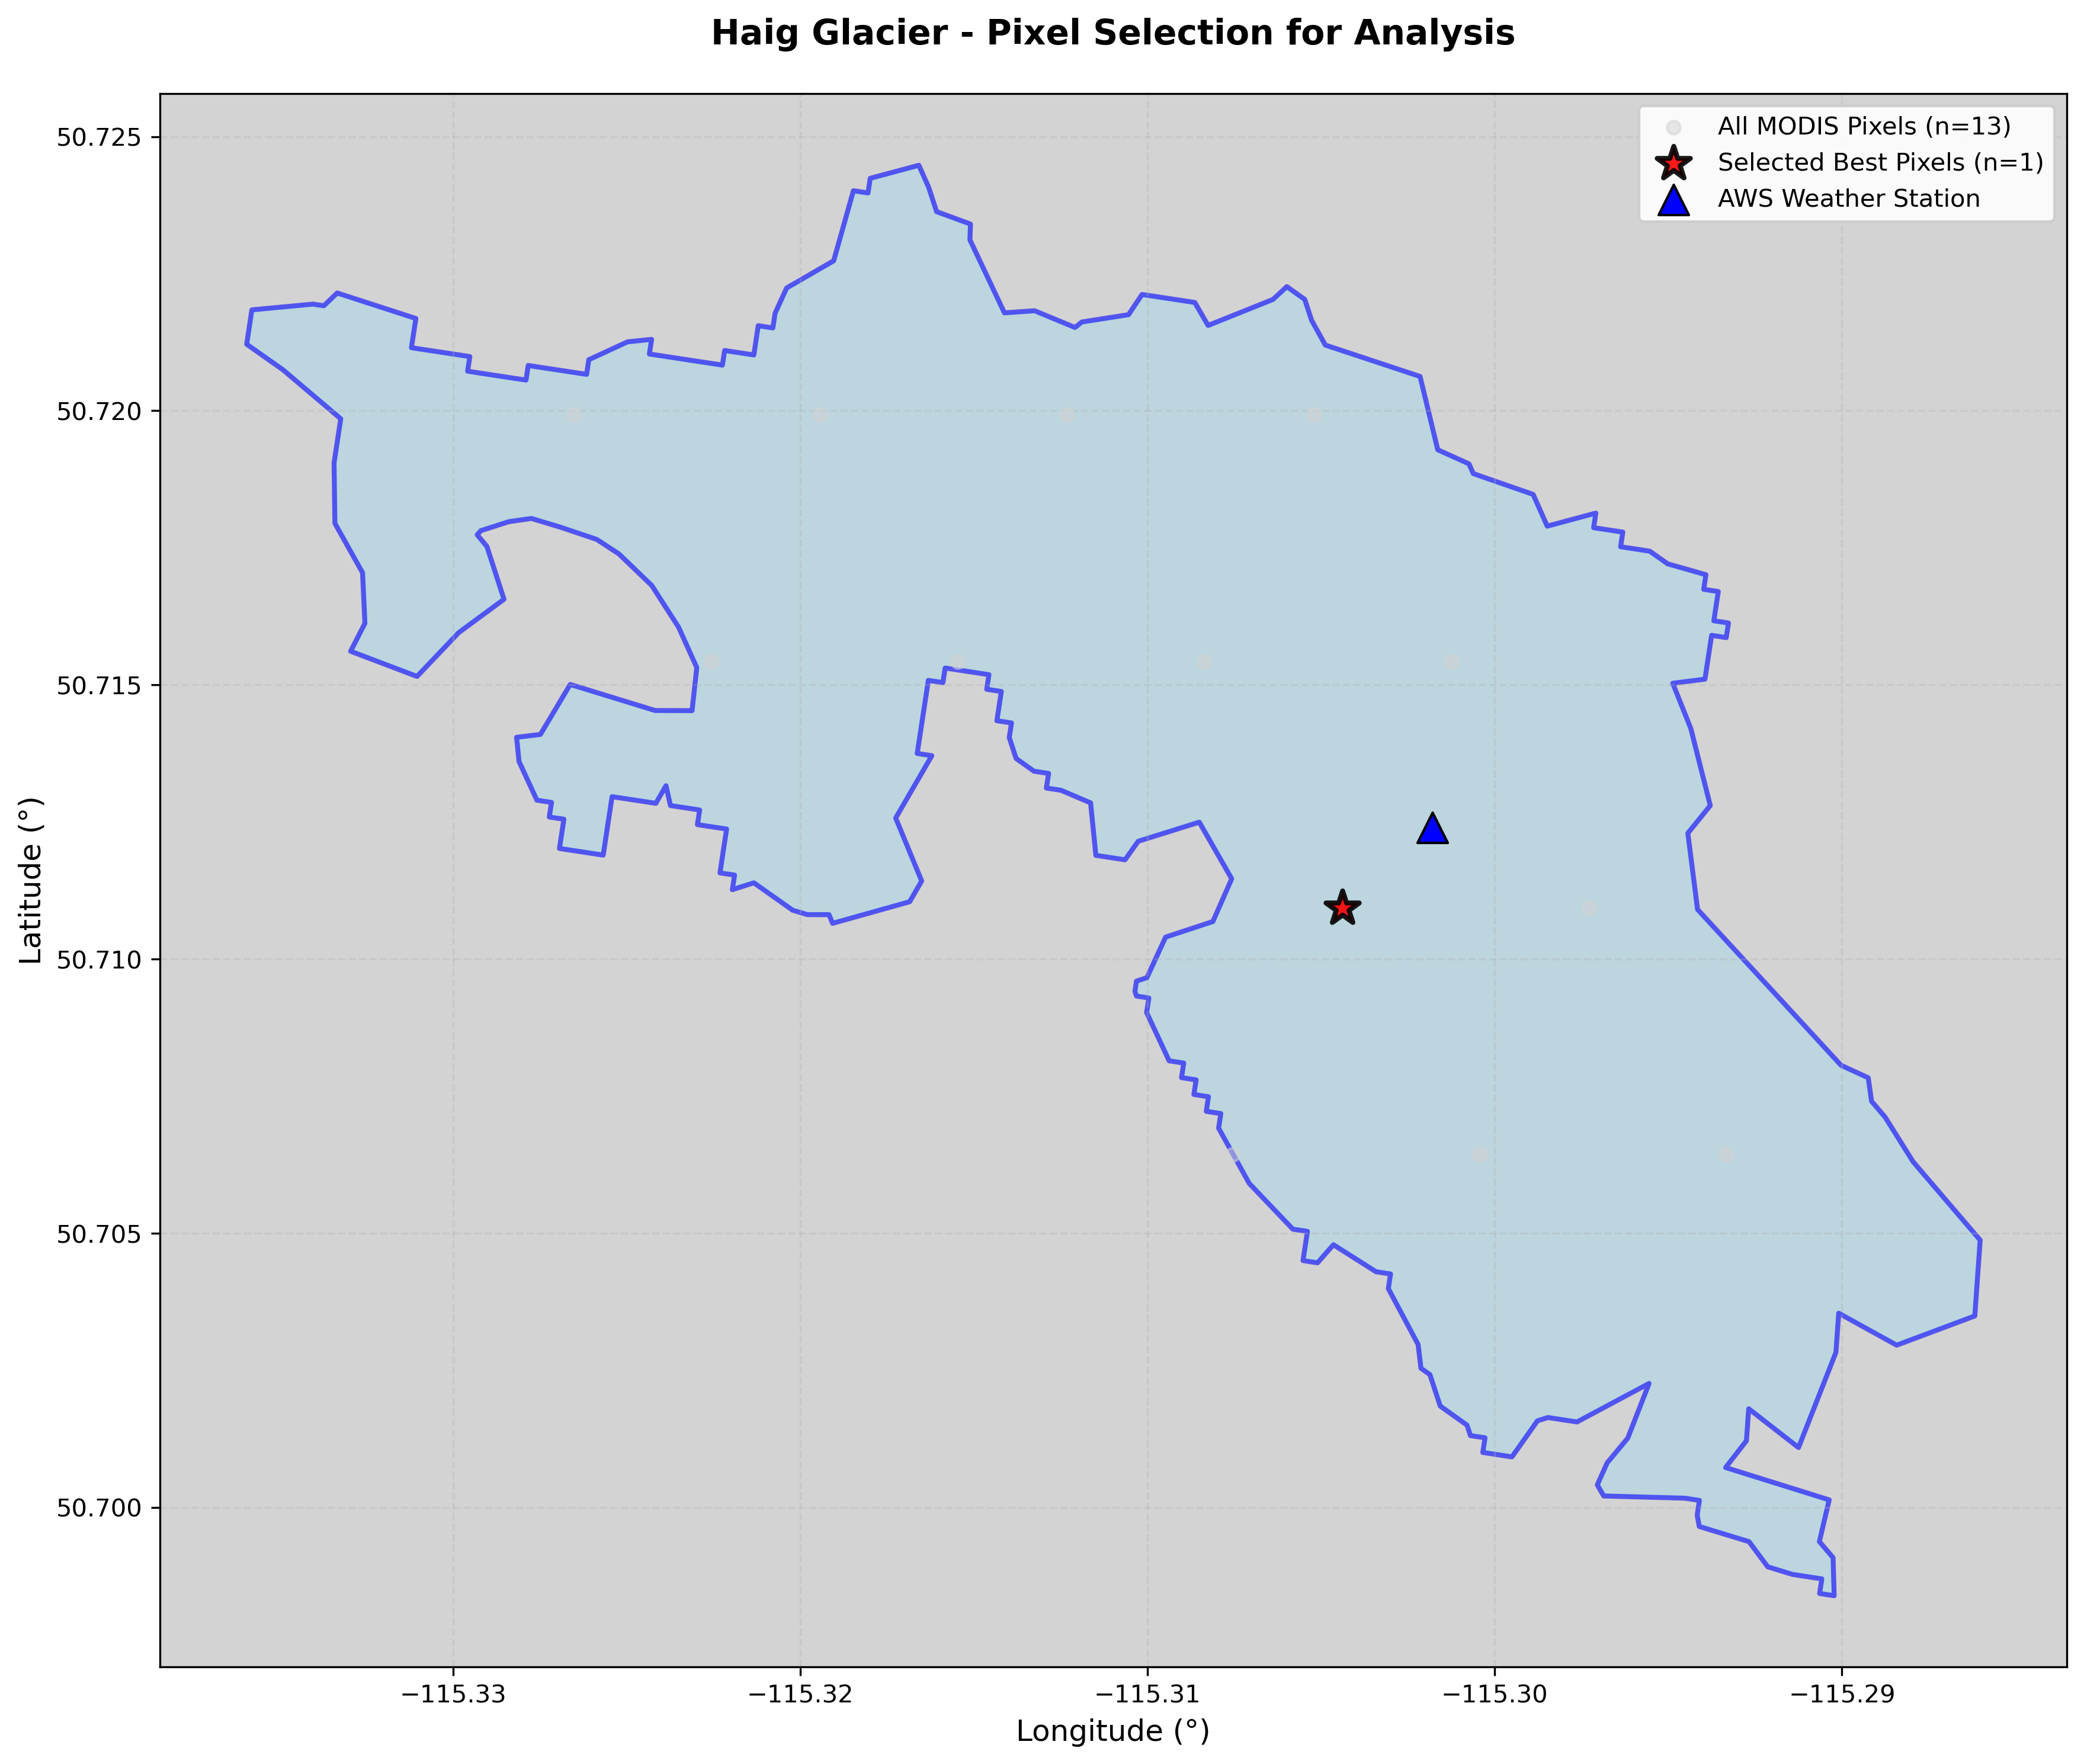 Haig Glacier - Pixel Selection for Analysis
All MODIS Pixels (n=13)
Selected Best Pixels (n=1)
AWS Weather Station
50.725
50.720
50.715
50.710
50.705
50.700
Latitude (°)
−115.33
−115.32
−115.31
−115.30
−115.29
Longitude (°)